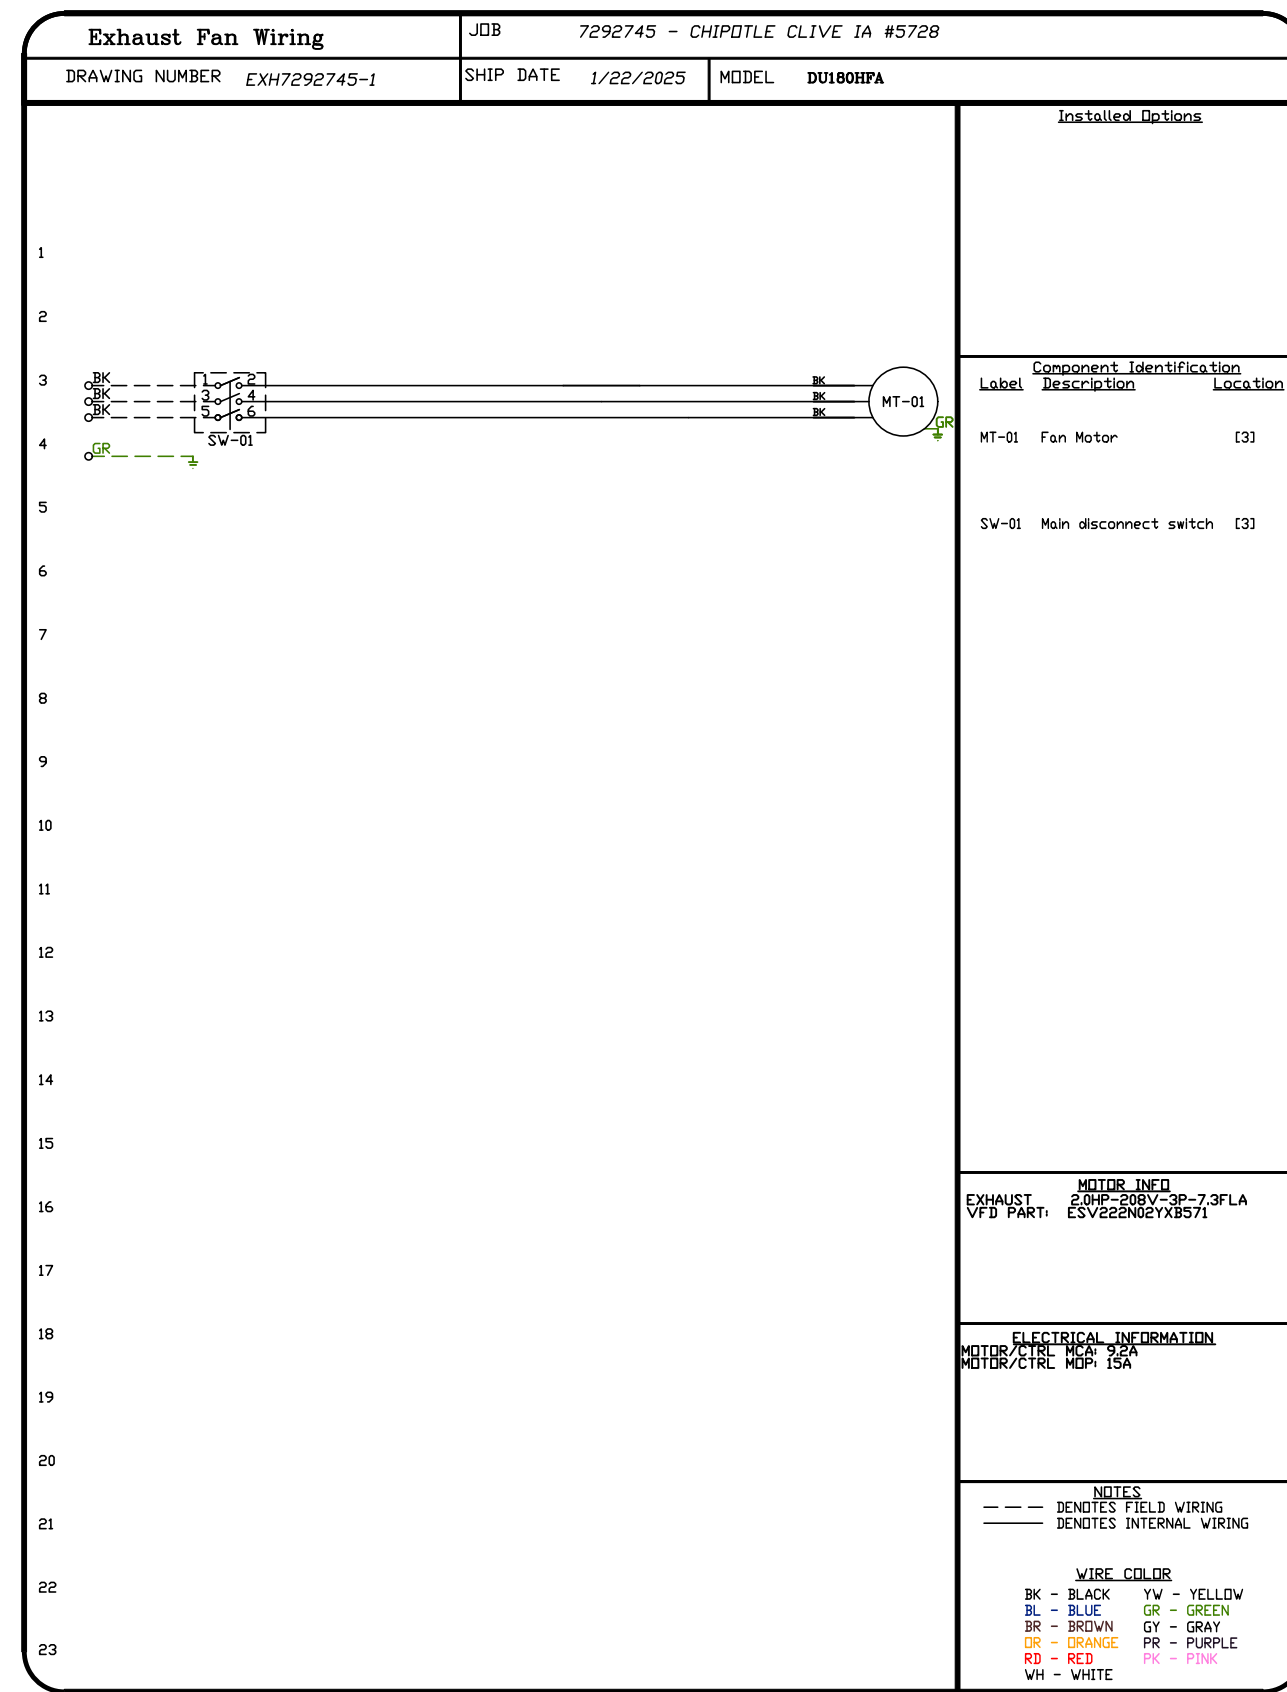 Exhaust Fan Wiring
JOB 7292745 - CHIPOTLE CLIVE IA #5728
DRAWING NUMBER EXH7292745-1
SHIP DATE 1/22/2025
MODEL DU180HFA
Installed Options
1
2
3
BK 1 2 BK
BK 3 4 BK
BK 5 6 BK
MT-01
GR
SW-01
4
GR
5
6
7
8
9
10
11
12
13
14
15
16
17
18
19
20
21
22
23
Component Identification
Label Description Location
MT-01 Fan Motor [3]
SW-01 Main disconnect switch [3]
MOTOR INFO
EXHAUST 2.0HP-208V-3P-7.3FLA
VFD PART: ESV222N02YXB571
ELECTRICAL INFORMATION
MOTOR/CTRL MCA: 9.2A
MOTOR/CTRL MOP: 15A
NOTES
DENOTES FIELD WIRING
DENOTES INTERNAL WIRING
WIRE COLOR
BK - BLACK YW - YELLOW
BL - BLUE GR - GREEN
BR - BROWN GY - GRAY
OR - ORANGE PR - PURPLE
RD - RED PK - PINK
WH - WHITE